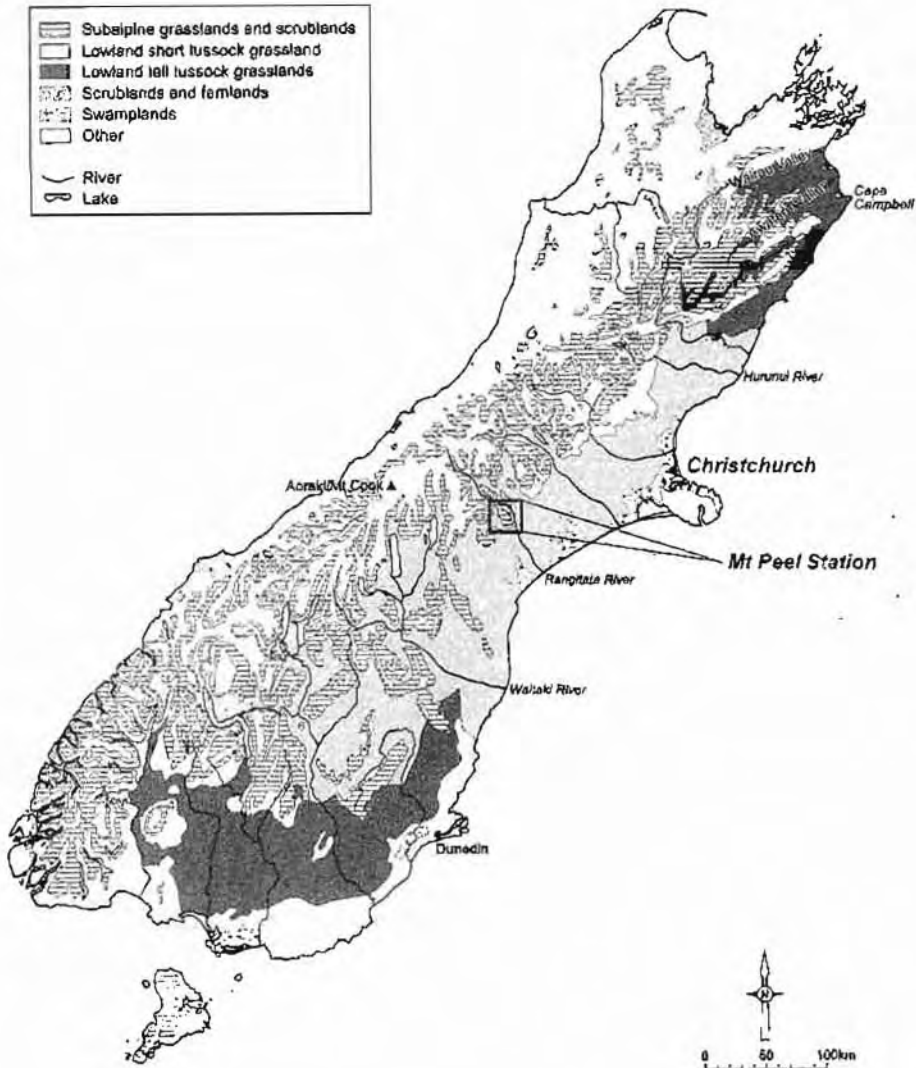 Subalpine grasslands and scrublands
Lowland short tussock grassland
Lowland tall tussock grasslands
Scrublands and fernlands
Swamplands
Other
River
Lake
Wairau Valley
Cape
Campbell
Hurunui River
Christchurch
Aoraki/Mt Cook
Mt Peel Station
Rangitata River
Waitaki River
Dunedin
N
0 50 100km